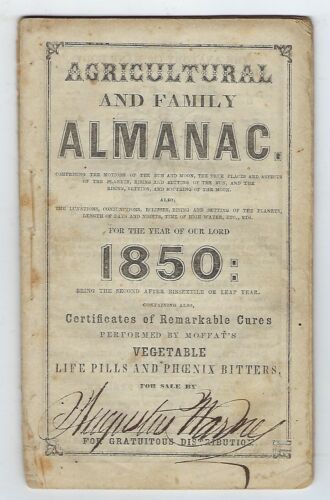 AGRICULTURAL
AND FAMILY
ALMANAC.
COMPRISING THE MOTIONS OF THE SUN AND MOON, THE TRUE PLACES AND ASPECTS
OF THE PLANETS, RISING AND SETTING OF THE SUN, AND THE
RISING, SETTING, AND SOUTHING OF THE MOON.
ALSO,
THE LUNATIONS, CONJUNCTIONS, ECLIPSES, RISING AND SETTING OF THE PLANETS,
LENGTH OF DAYS AND NIGHTS, TIME OF HIGH WATER, ETC., ETC.
FOR THE YEAR OF OUR LORD
1850:
BEING THE SECOND AFTER BISSEXTILE OR LEAP YEAR.
CONTAINING ALSO,
Certificates of Remarkable Cures
PERFORMED BY MOFFAT'S
VEGETABLE
LIFE PILLS AND PHŒNIX BITTERS,
FOR SALE BY
Augustus
FOR GRATUITOUS DISTRIBUTION.